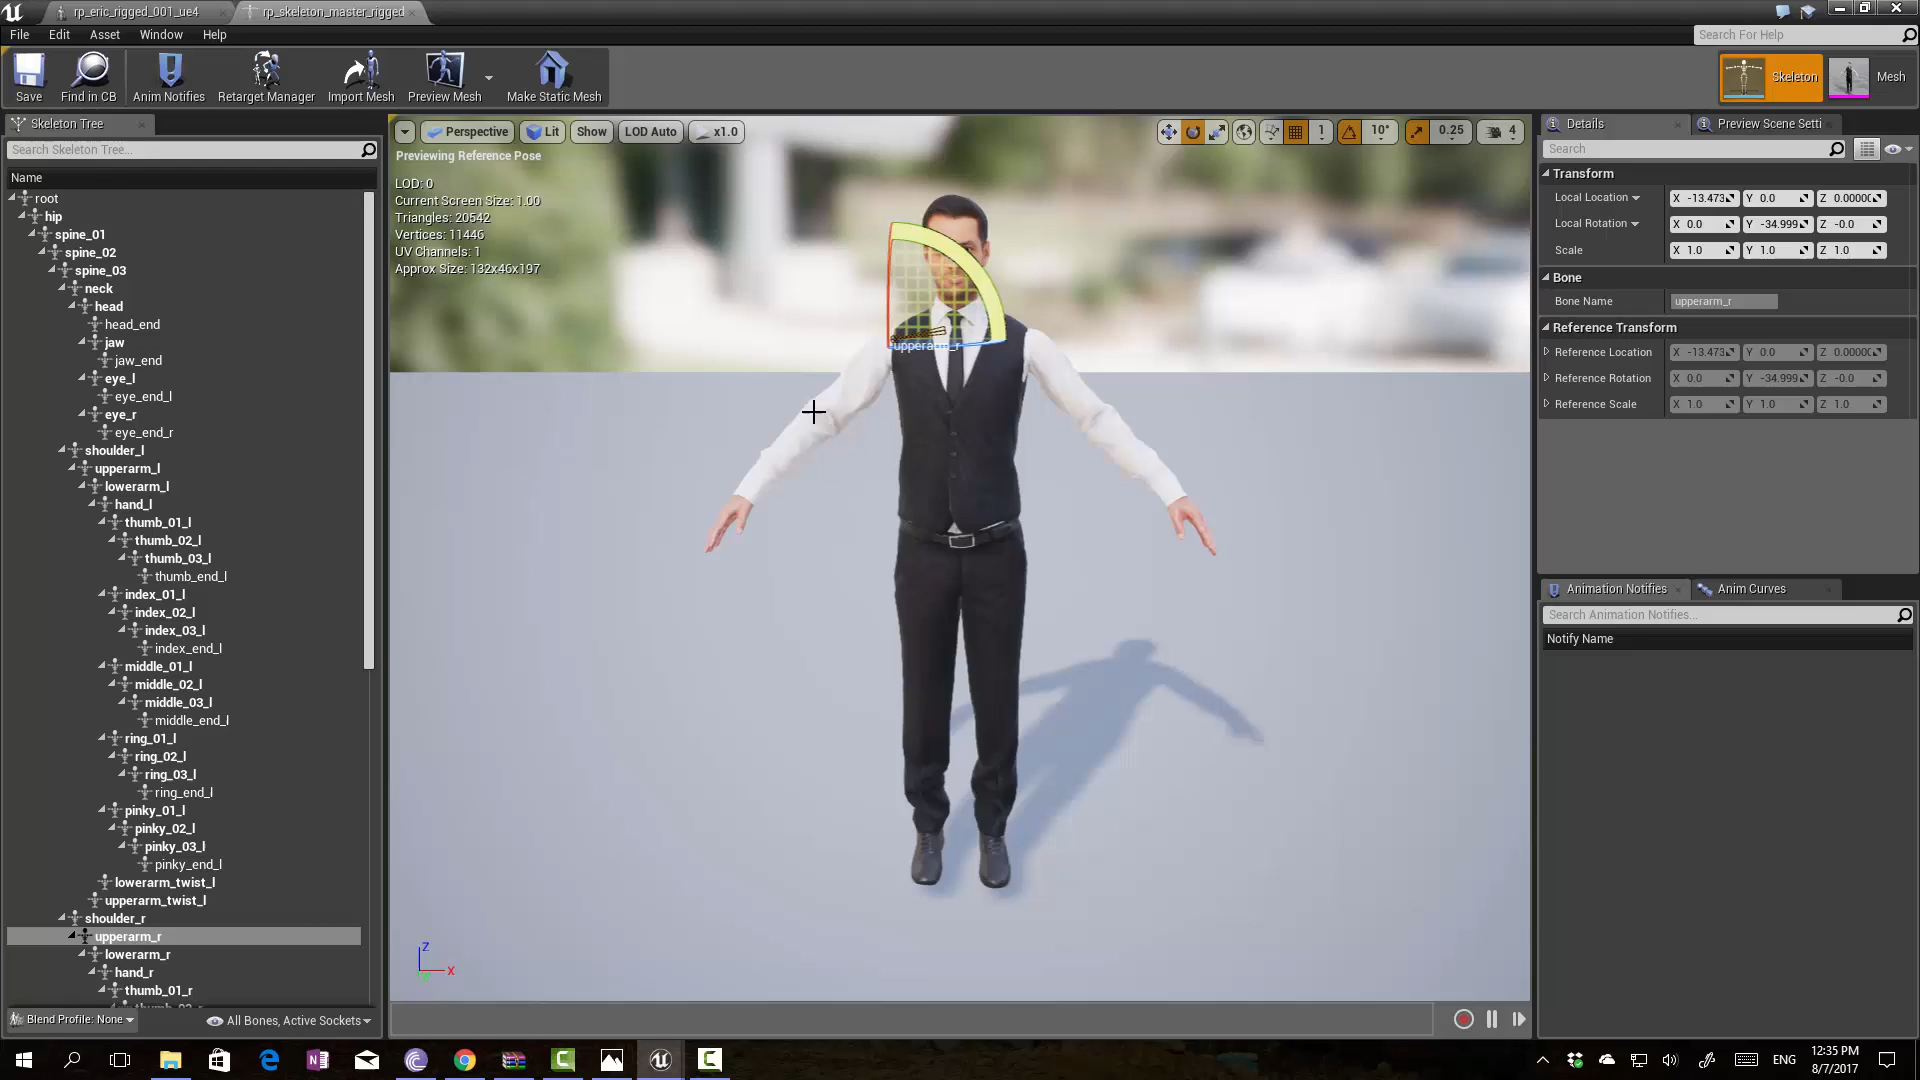 rp_eric_rigged_001_ue4
rp_skeleton_master_rigged
File Edit Asset Window Help
Search For Help
Save
Find in CB
Anim Notifies
Retarget Manager
Import Mesh
Preview Mesh
Make Static Mesh
Skeleton
Mesh
Skeleton Tree
Search Skeleton Tree...
Name
root
hip
spine_01
spine_02
spine_03
neck
head
head_end
jaw
jaw_end
eye_l
eye_end_l
eye_r
eye_end_r
shoulder_l
upperarm_l
lowerarm_l
hand_l
thumb_01_l
thumb_02_l
thumb_03_l
thumb_end_l
index_01_l
index_02_l
index_03_l
index_end_l
middle_01_l
middle_02_l
middle_03_l
middle_end_l
ring_01_l
ring_02_l
ring_03_l
ring_end_l
pinky_01_l
pinky_02_l
pinky_03_l
pinky_end_l
lowerarm_twist_l
upperarm_twist_l
shoulder_r
upperarm_r
lowerarm_r
hand_r
thumb_01_r
Blend Profile: None
All Bones, Active Sockets
Perspective Lit Show LOD Auto x1.0
1 10° 0.25 4
Previewing Reference Pose
LOD: 0
Current Screen Size: 1.00
Triangles: 20542
Vertices: 11446
UV Channels: 1
Approx Size: 132x46x197
upperarm_r
Z
X
Details
Preview Scene Setti
Search
Transform
Local Location X -13.473 Y 0.0 Z 0.0000
Local Rotation X 0.0 Y -34.999 Z -0.0
Scale X 1.0 Y 1.0 Z 1.0
Bone
Bone Name upperarm_r
Reference Transform
Reference Location X -13.473 Y 0.0 Z 0.0000
Reference Rotation X 0.0 Y -34.999 Z -0.0
Reference Scale X 1.0 Y 1.0 Z 1.0
Animation Notifies
Anim Curves
Search Animation Notifies...
Notify Name
ENG
12:35 PM
8/7/2017